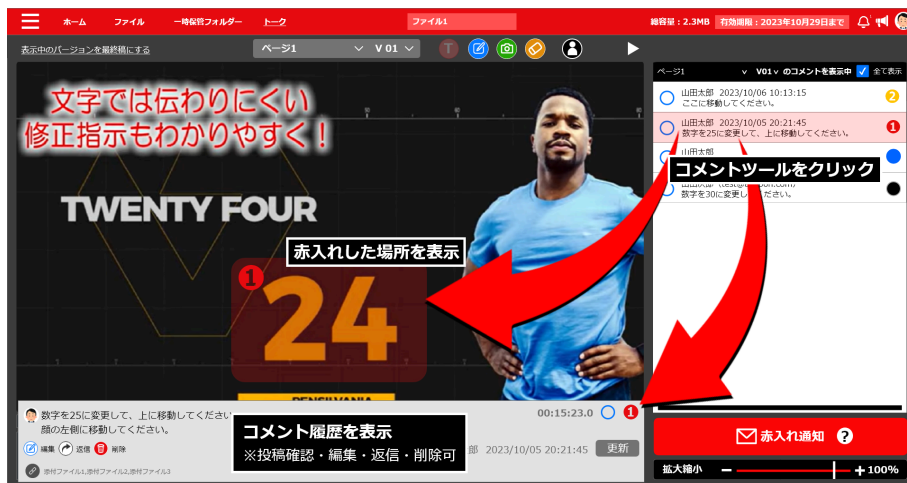 ホーム
ファイル
一時保管フォルダー
トーク
ファイル1
総容量：2.3MB
有効期限：2023年10月29日まで
表示中のバージョンを最終稿にする
ページ1
V 01
T
文字では伝わりにくい
修正指示もわかりやすく！
TWENTY FOUR
赤入れした場所を表示
1
24
数字を25に変更して、上に移動してください
顔の左側に移動してください。
編集
返信
削除
添付ファイル1,添付ファイル2,添付ファイル3
コメント履歴を表示
※投稿確認・編集・返信・削除可
00:15:23.0
1
郎 2023/10/05 20:21:45
更新
ページ1
V01 のコメントを表示中
全て表示
山田太郎 2023/10/06 10:13:15
ここに移動してください。
2
山田太郎 2023/10/05 20:21:45
数字を25に変更して、上に移動してください。
1
山田太郎
コメントツールをクリック
数字を30に変更してください。
赤入れ通知 ?
拡大縮小
－
＋100%